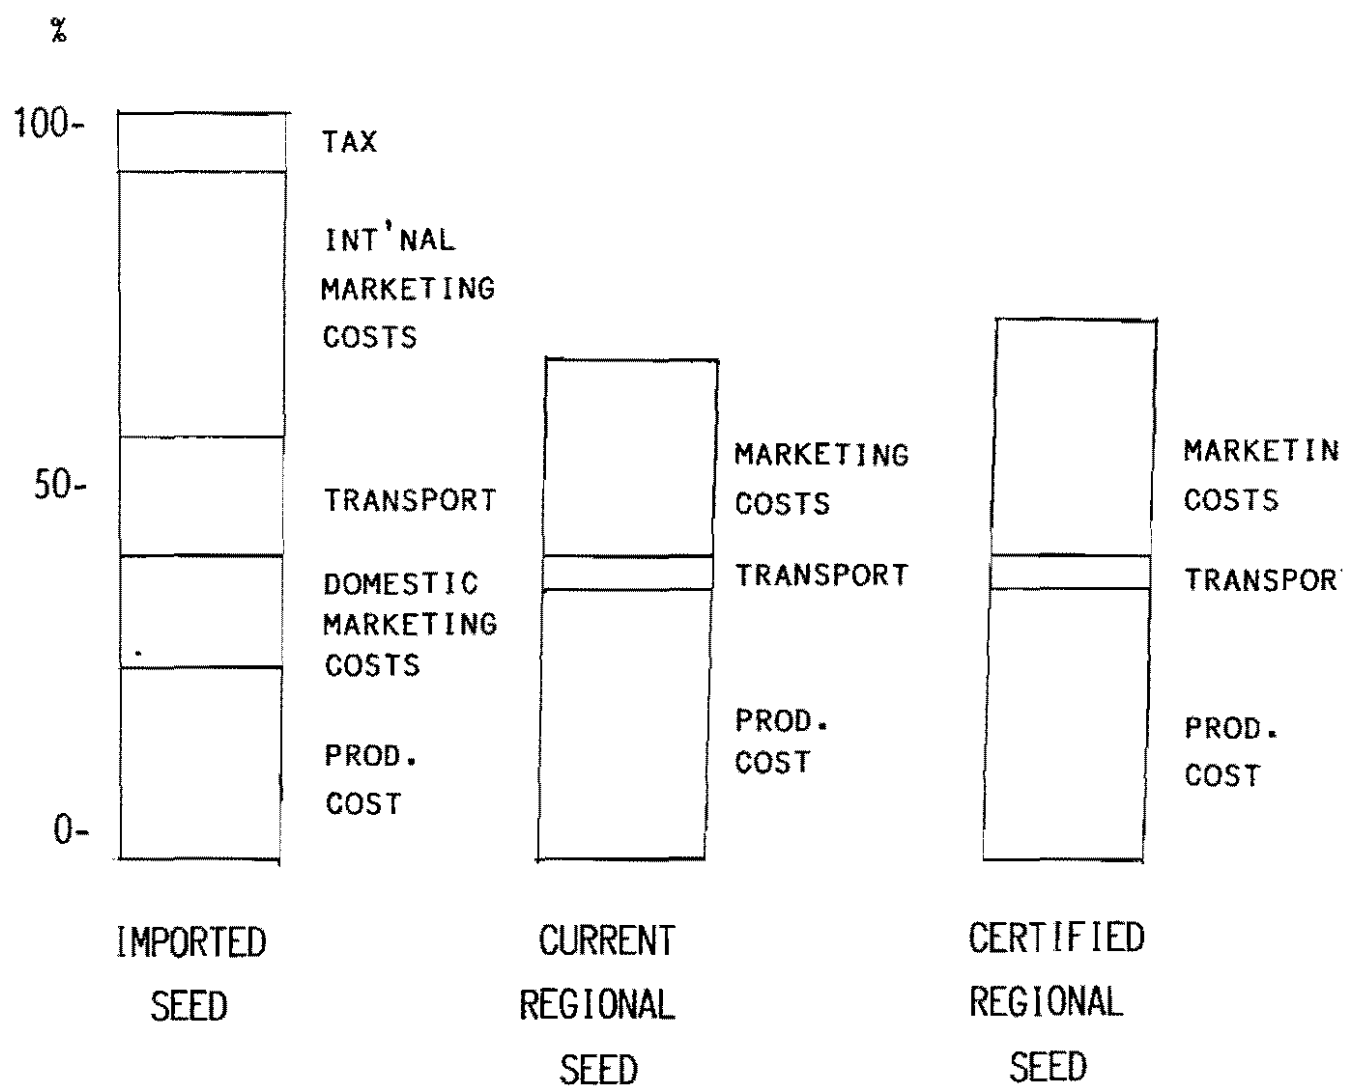 %
100-
TAX
INT'NAL
MARKETING
COSTS
50-
TRANSPORT
DOMESTIC
MARKETING
COSTS
PROD.
COST
0-
MARKETING
COSTS
TRANSPORT
PROD.
COST
MARKETIN
COSTS
TRANSPOR
PROD.
COST
IMPORTED
SEED
CURRENT
REGIONAL
SEED
CERTIFIED
REGIONAL
SEED